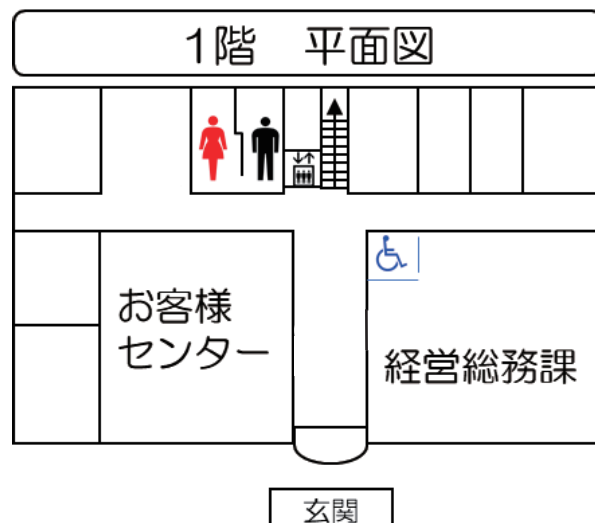 1階 平面図
お客様
センター
経営総務課
玄関